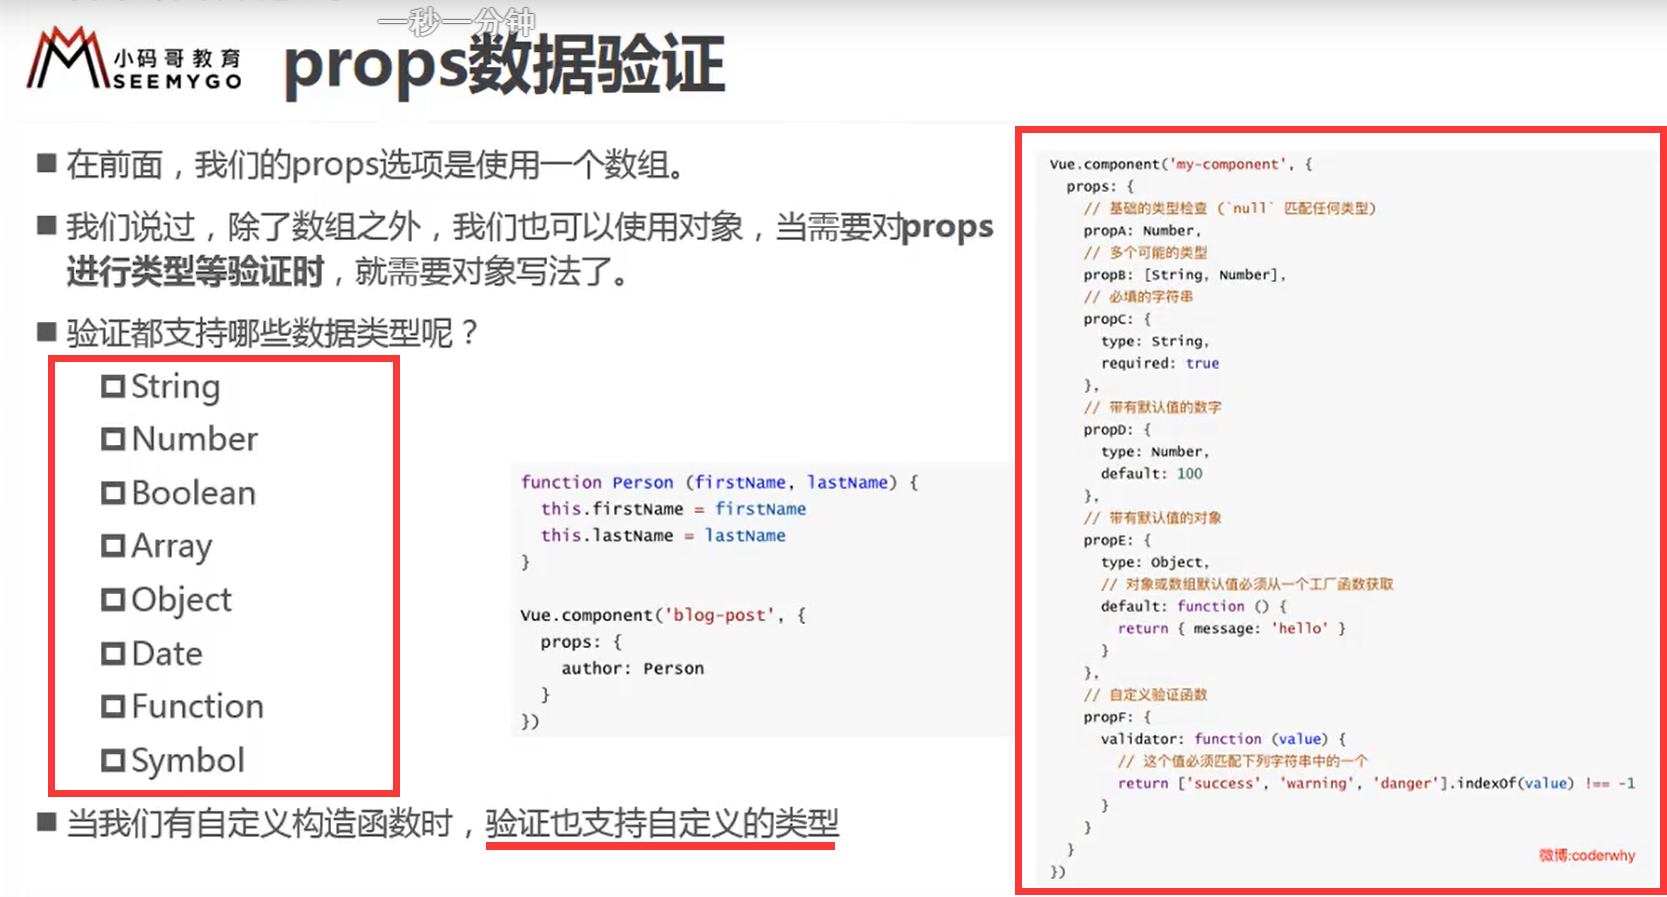 一秒一分钟
小码哥教育
SEEMYGO
props数据验证
在前面，我们的props选项是使用一个数组。
我们说过，除了数组之外，我们也可以使用对象，当需要对props
进行类型等验证时，就需要对象写法了。
验证都支持哪些数据类型呢？
String
Number
Boolean
Array
Object
Date
Function
Symbol
当我们有自定义构造函数时，验证也支持自定义的类型
function Person (firstName, lastName) {
this.firstName = firstName
this.lastName = lastName
}
Vue.component('blog-post', {
props: {
author: Person
}
})
Vue.component('my-component', {
props: {
// 基础的类型检查 (`null` 匹配任何类型)
propA: Number,
// 多个可能的类型
propB: [String, Number],
// 必填的字符串
propC: {
type: String,
required: true
},
// 带有默认值的数字
propD: {
type: Number,
default: 100
},
// 带有默认值的对象
propE: {
type: Object,
// 对象或数组默认值必须从一个工厂函数获取
default: function () {
return { message: 'hello' }
}
},
// 自定义验证函数
propF: {
validator: function (value) {
// 这个值必须匹配下列字符串中的一个
return ['success', 'warning', 'danger'].indexOf(value) !== -1
}
}
}
})
微博:coderwhy